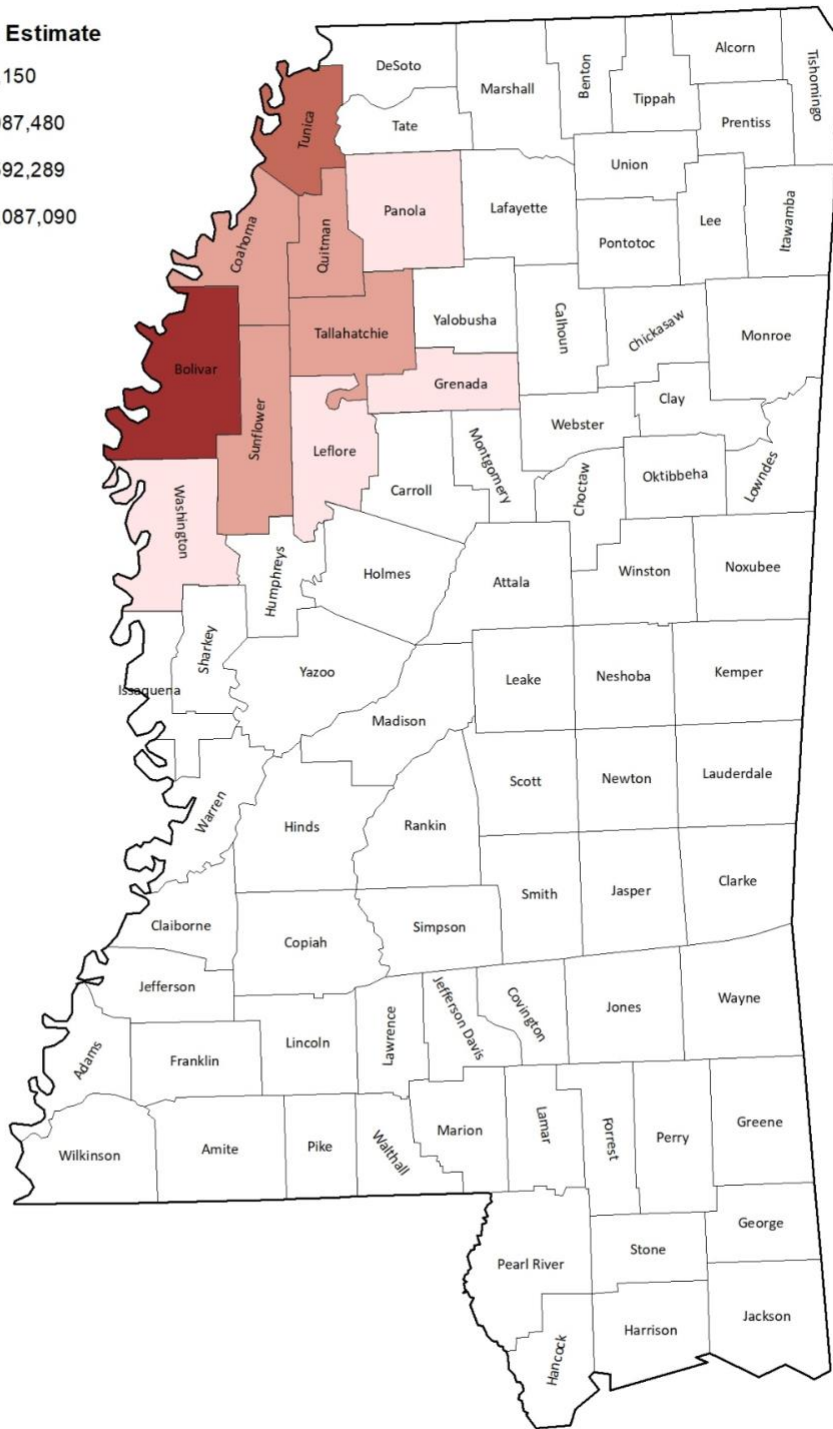 Estimate
,150
087,480
592,289
,087,090
DeSoto
Marshall
Benton
Tippah
Alcorn
Tishomingo
Prentiss
Tunica
Tate
Union
Panola
Lafayette
Pontotoc
Lee
Itawamba
Coahoma
Quitman
Tallahatchie
Yalobusha
Calhoun
Chickasaw
Monroe
Bolivar
Grenada
Clay
Webster
Sunflower
Leflore
Carroll
Montgomery
Choctaw
Oktibbeha
Lowndes
Washington
Humphreys
Holmes
Attala
Winston
Noxubee
Sharkey
Issaquena
Yazoo
Madison
Leake
Neshoba
Kemper
Warren
Hinds
Rankin
Scott
Newton
Lauderdale
Claiborne
Copiah
Simpson
Smith
Jasper
Clarke
Jefferson
Adams
Franklin
Lincoln
Lawrence
Jefferson Davis
Covington
Jones
Wayne
Wilkinson
Amite
Pike
Walthall
Marion
Lamar
Forrest
Perry
Greene
Pearl River
Stone
George
Hancock
Harrison
Jackson